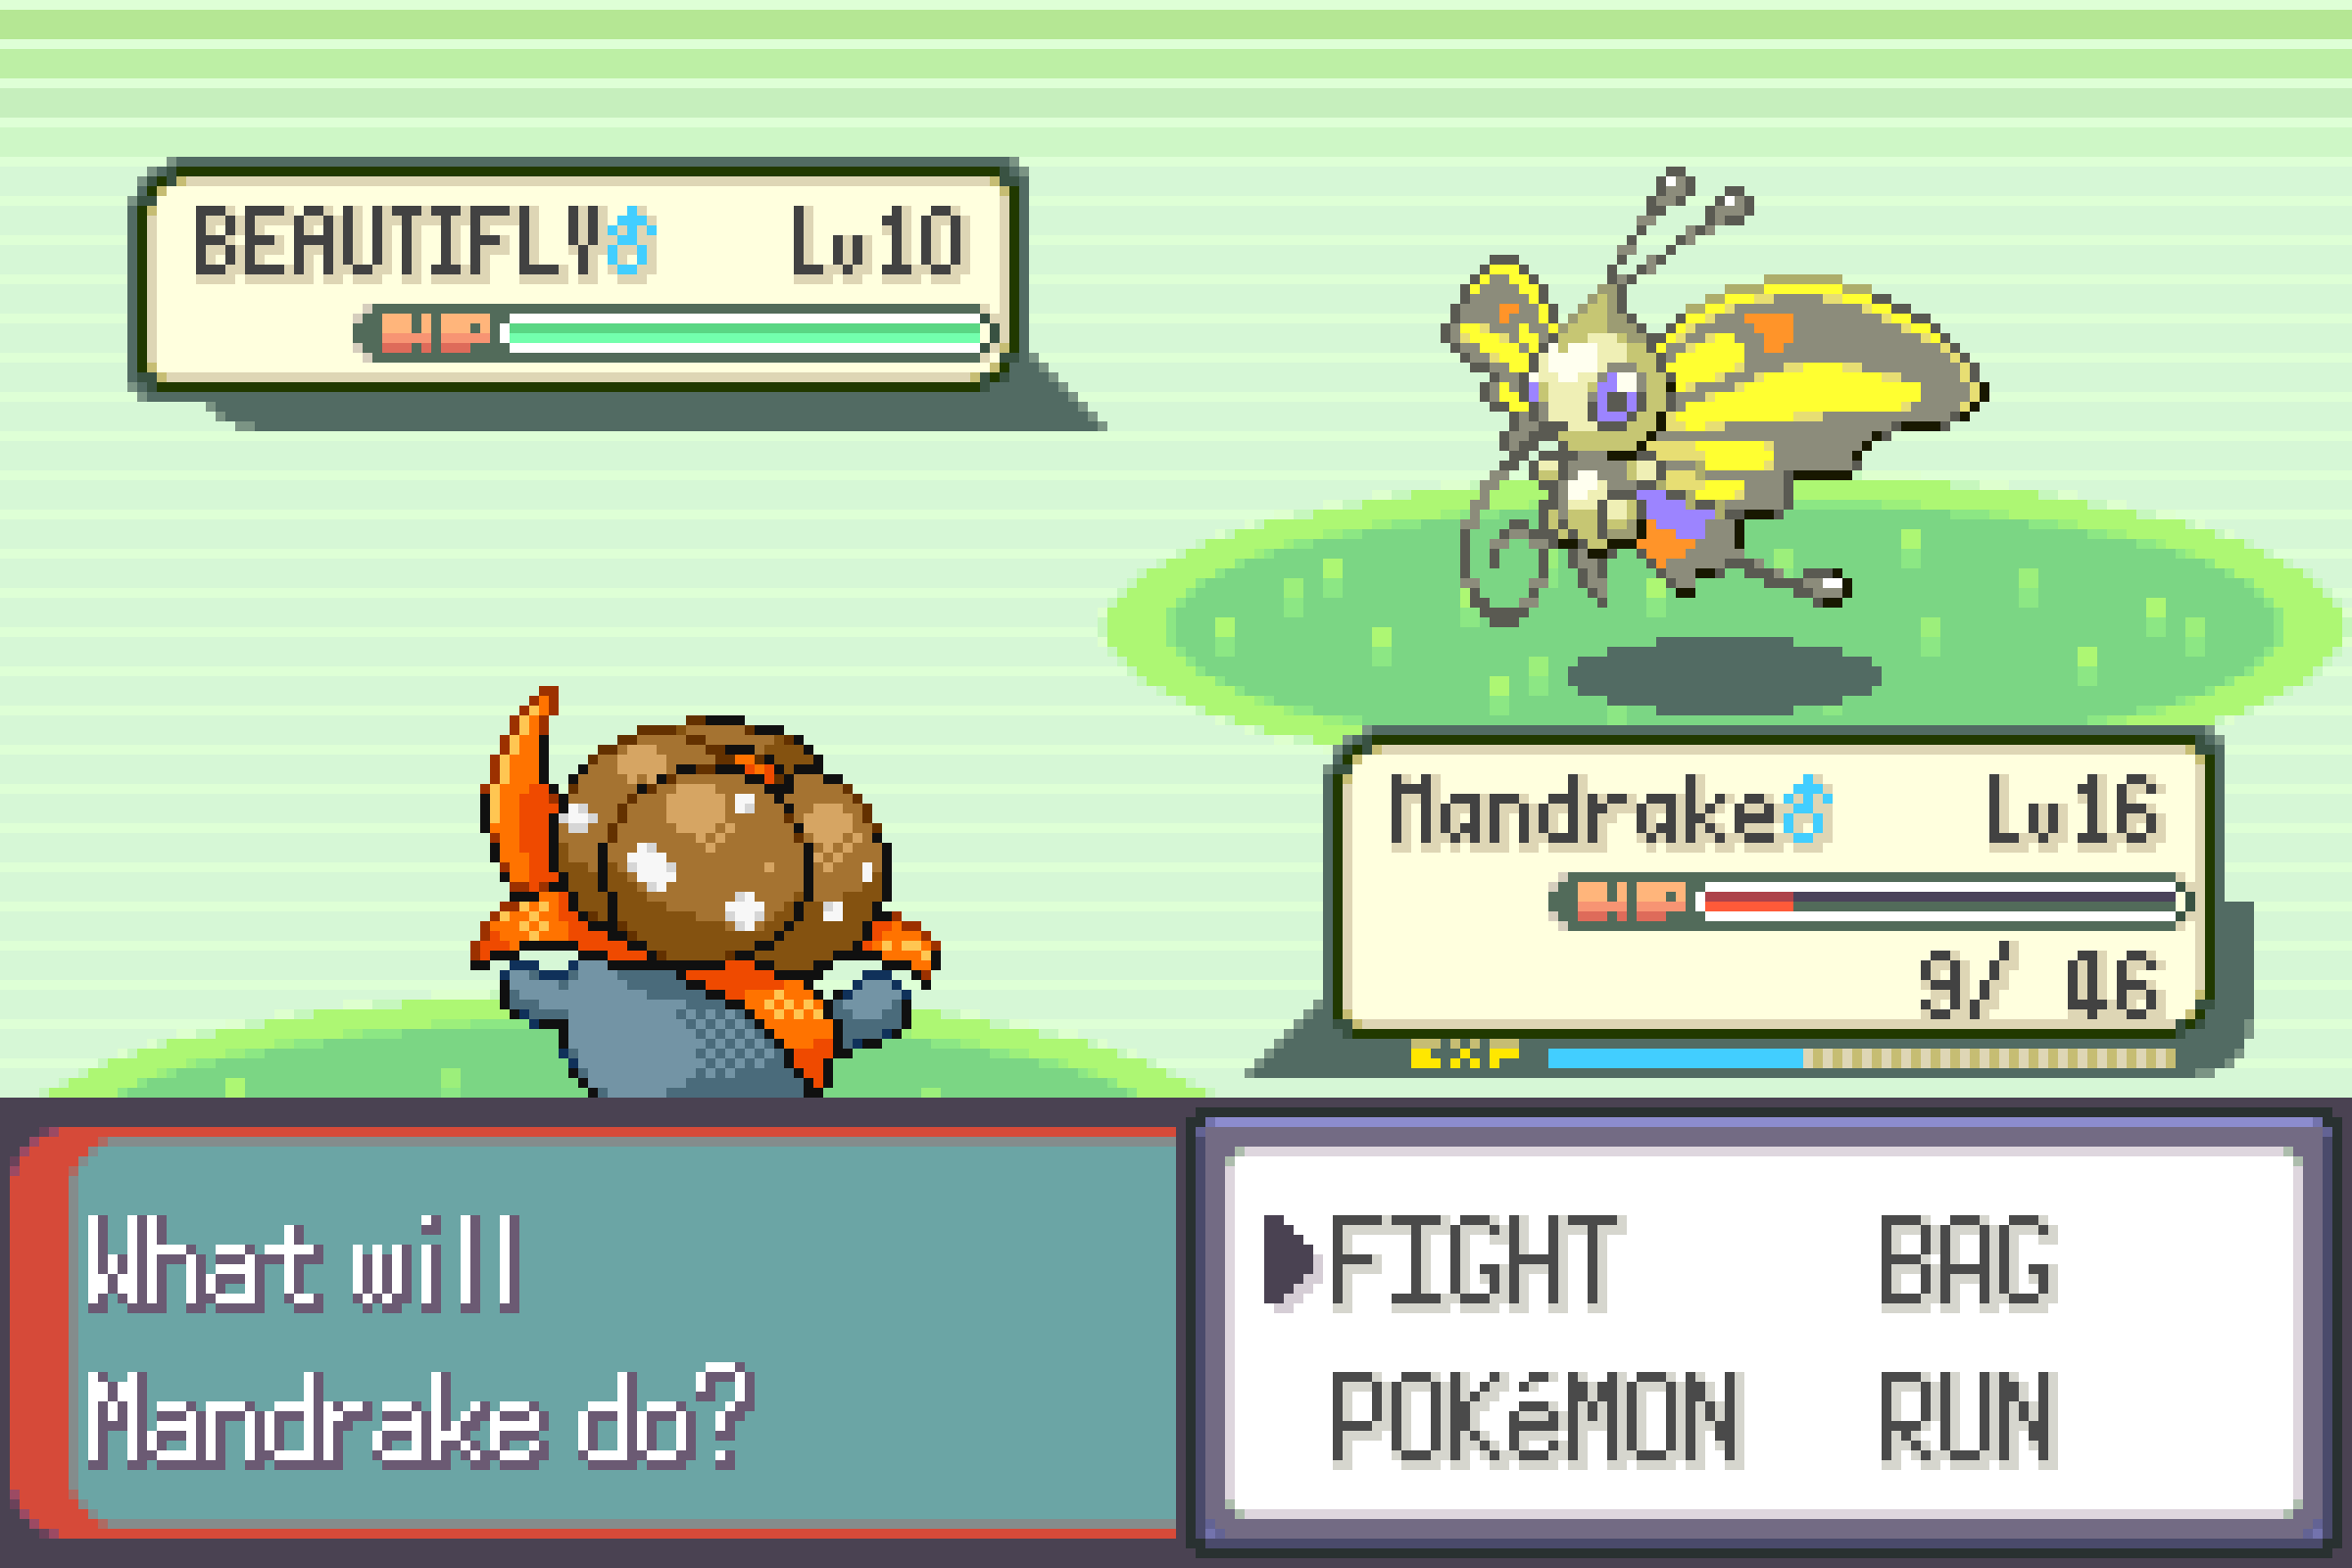 BEAUTIFLY♂ Lv10
HP
Mandrake♂ Lv16
HP
9/ 46
EXP
What will
Mandrake do?
FIGHT BAG
POKéMON RUN